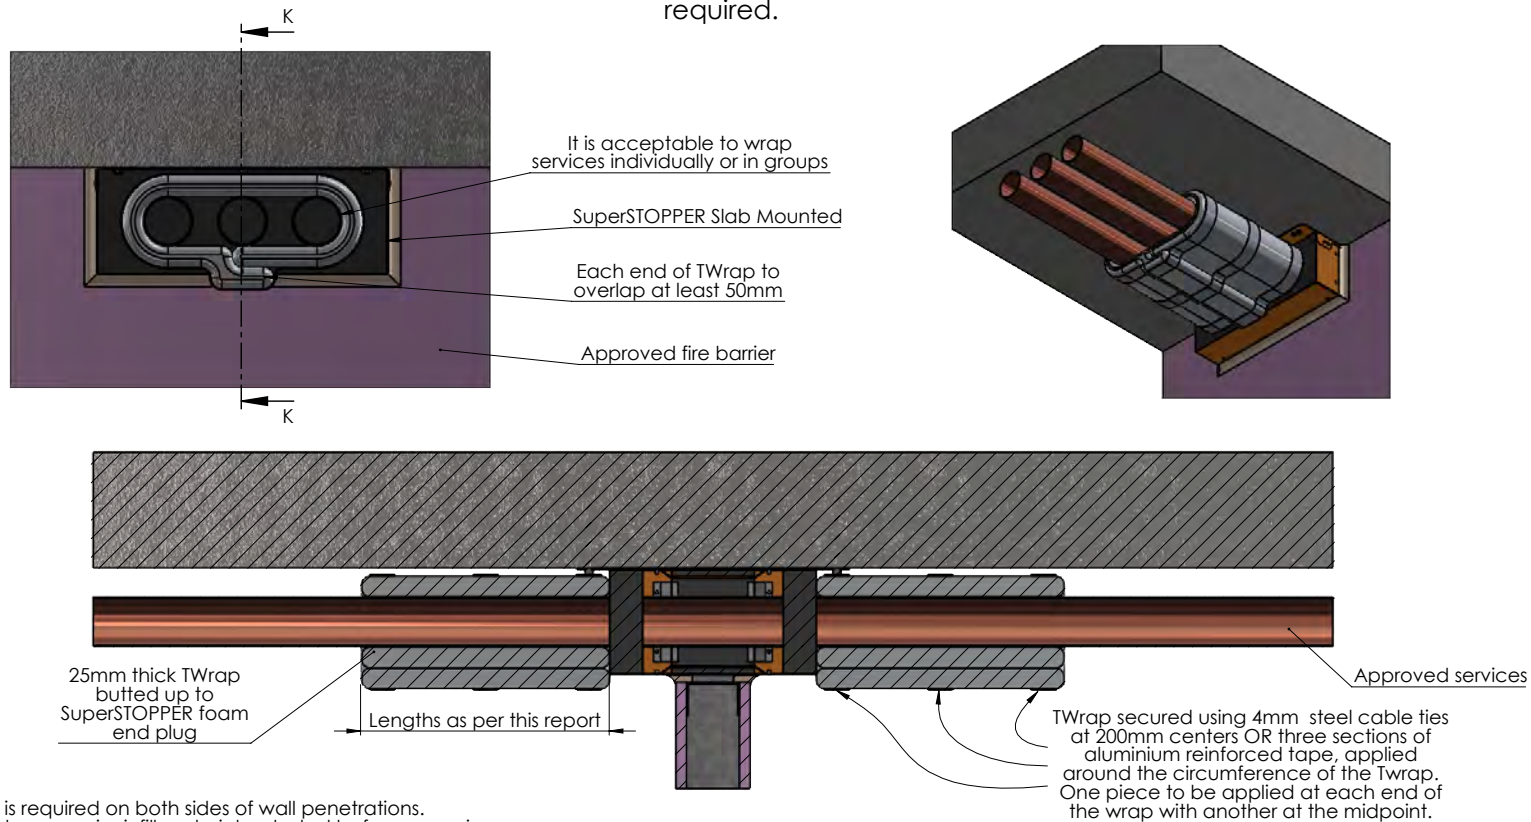 required.
K
It is acceptable to wrap
services individually or in groups
SuperSTOPPER Slab Mounted
Each end of TWrap to
overlap at least 50mm
Approved fire barrier
K
25mm thick TWrap
butted up to
SuperSTOPPER foam
end plug
Lengths as per this report
Approved services
TWrap secured using 4mm steel cable ties
at 200mm centers OR three sections of
aluminium reinforced tape, applied
around the circumference of the Twrap.
One piece to be applied at each end of
the wrap with another at the midpoint.
is required on both sides of wall penetrations.